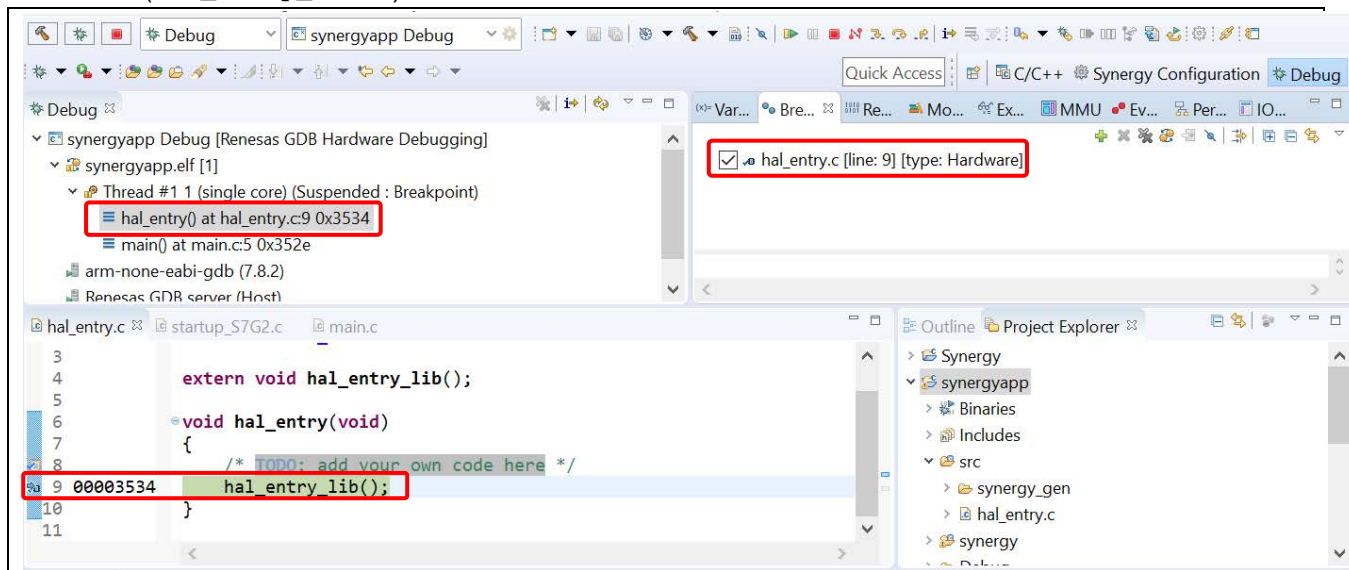 Debug
synergyapp Debug
Quick Access
C/C++
Synergy Configuration
Debug
Debug
synergyapp Debug [Renesas GDB Hardware Debugging]
synergyapp.elf [1]
Thread #1 1 (single core) (Suspended : Breakpoint)
hal_entry() at hal_entry.c:9 0x3534
main() at main.c:5 0x352e
arm-none-eabi-gdb (7.8.2)
Renesas GDB server (Host)
(x)= Var... Bre... Re... Mo... Ex... MMU Ev... Per... IO...
hal_entry.c [line: 9] [type: Hardware]
hal_entry.c startup_S7G2.c main.c
3
4 extern void hal_entry_lib();
5
6 void hal_entry(void)
7 {
8 /* TODO: add your own code here */
9 00003534 hal_entry_lib();
10 }
11
Outline Project Explorer
Synergy
synergyapp
Binaries
Includes
src
synergy_gen
hal_entry.c
synergy